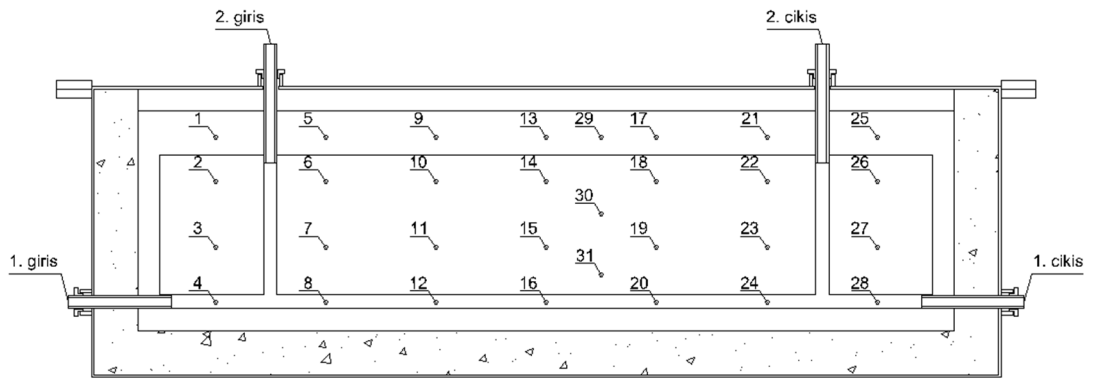 2. giris 2. cikis
1 5 9 13 29 17 21 25
2 6 10 14 18 22 26
30
3 7 11 15 19 23 27
1. giris 31 1. cikis
4 8 12 16 20 24 28